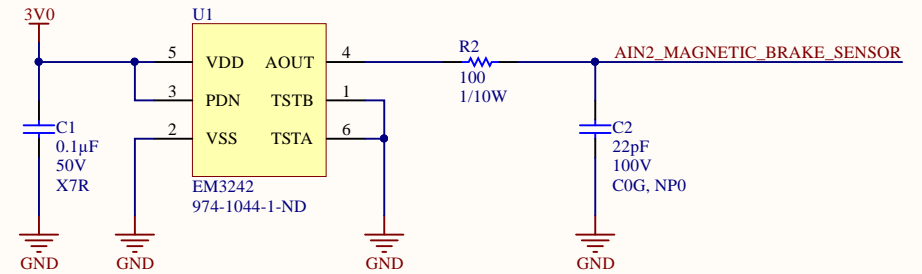 3V0
U1
5
VDD
AOUT
4
3
PDN
TSTB
1
2
VSS
TSTA
6
EM3242
974-1044-1-ND
C1
0.1µF
50V
X7R
R2
100
1/10W
AIN2_MAGNETIC_BRAKE_SENSOR
C2
22pF
100V
C0G, NP0
GND
GND
GND
GND